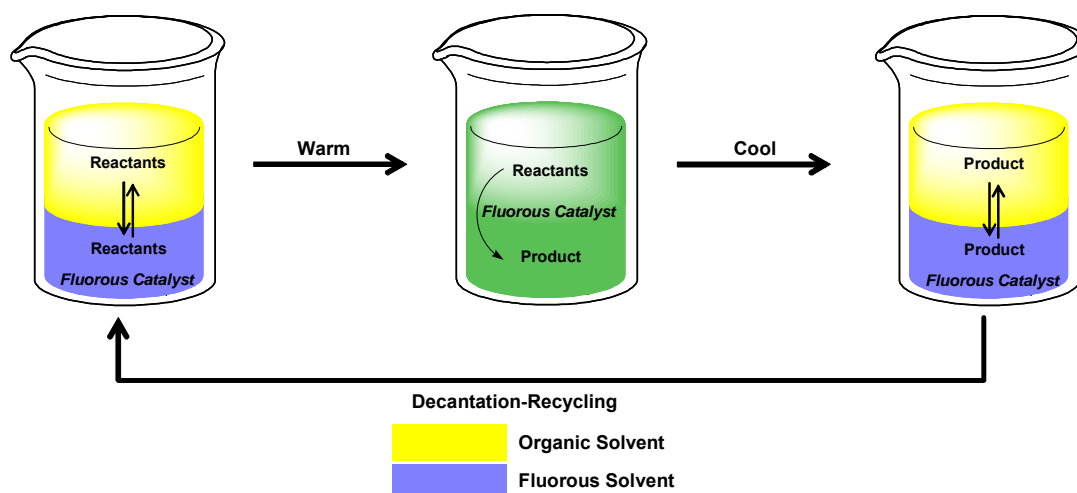 Reactants
Reactants
Fluorous Catalyst
Warm
Reactants
Fluorous Catalyst
Product
Cool
Product
Product
Fluorous Catalyst
Decantation-Recycling
Organic Solvent
Fluorous Solvent